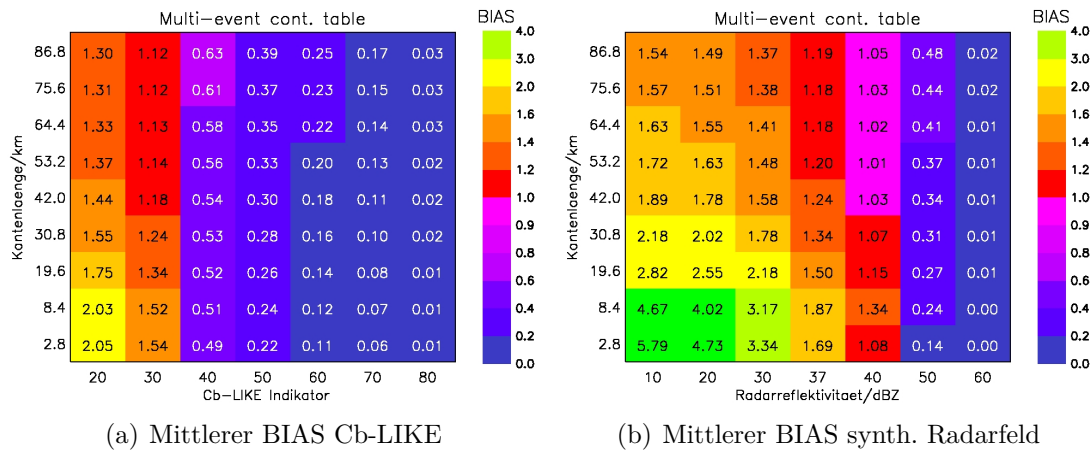 Multi-event cont. table
BIAS
86.8 1.30 1.12 0.63 0.39 0.25 0.17 0.03
75.6 1.31 1.12 0.61 0.37 0.23 0.15 0.03
64.4 1.33 1.13 0.58 0.35 0.22 0.14 0.03
53.2 1.37 1.14 0.56 0.33 0.20 0.13 0.02
42.0 1.44 1.18 0.54 0.30 0.18 0.11 0.02
30.8 1.55 1.24 0.53 0.28 0.16 0.10 0.02
19.6 1.75 1.34 0.52 0.26 0.14 0.08 0.01
8.4 2.03 1.52 0.51 0.24 0.12 0.07 0.01
2.8 2.05 1.54 0.49 0.22 0.11 0.06 0.01
20 30 40 50 60 70 80
Kantenlaenge/km
Cb-LIKE Indikator
4.0
3.0
2.0
1.6
1.4
1.2
1.0
0.8
0.6
0.4
0.2
0.0
(a) Mittlerer BIAS Cb-LIKE
Multi-event cont. table
BIAS
86.8 1.54 1.49 1.37 1.19 1.05 0.48 0.02
75.6 1.57 1.51 1.38 1.18 1.03 0.44 0.02
64.4 1.63 1.55 1.41 1.18 1.02 0.41 0.01
53.2 1.72 1.63 1.48 1.20 1.01 0.37 0.01
42.0 1.89 1.78 1.58 1.24 1.03 0.34 0.01
30.8 2.18 2.02 1.78 1.34 1.07 0.31 0.01
19.6 2.82 2.55 2.18 1.50 1.15 0.27 0.01
8.4 4.67 4.02 3.17 1.87 1.34 0.24 0.00
2.8 5.79 4.73 3.34 1.69 1.08 0.14 0.00
10 20 30 37 40 50 60
Kantenlaenge/km
Radarreflektivitaet/dBZ
4.0
3.0
2.0
1.6
1.4
1.2
1.0
0.8
0.6
0.4
0.2
0.0
(b) Mittlerer BIAS synth. Radarfeld